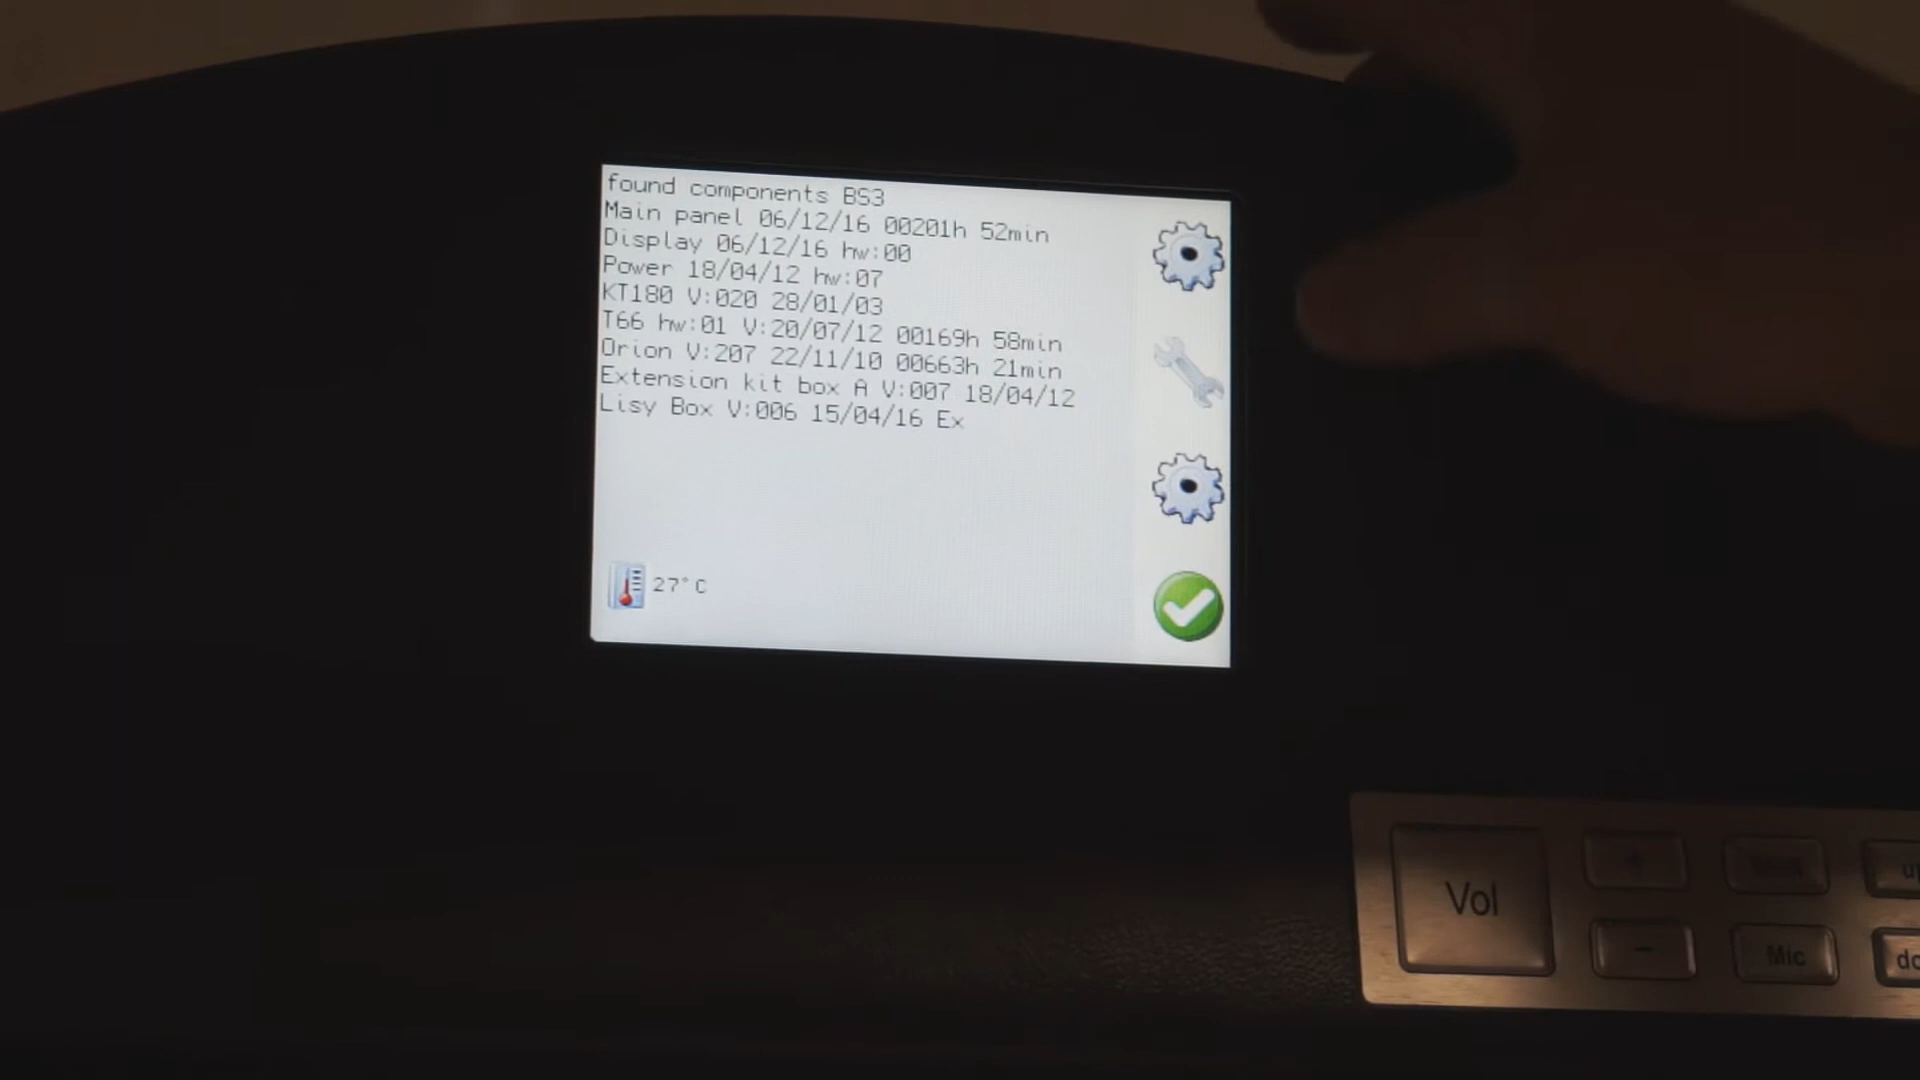 found components BS3
Main panel 06/12/16 00201h 52min
Display 06/12/16 hw:00
Power 18/04/12 hw:07
KT180 V:020 28/01/03
T66 hw:01 V:20/07/12 00169h 58min
Orion V:207 22/11/10 00663h 21min
Extension kit box A V:007 18/04/12
Lisy Box V:006 15/04/16 Ex
27°C
Vol
+
-
Mic